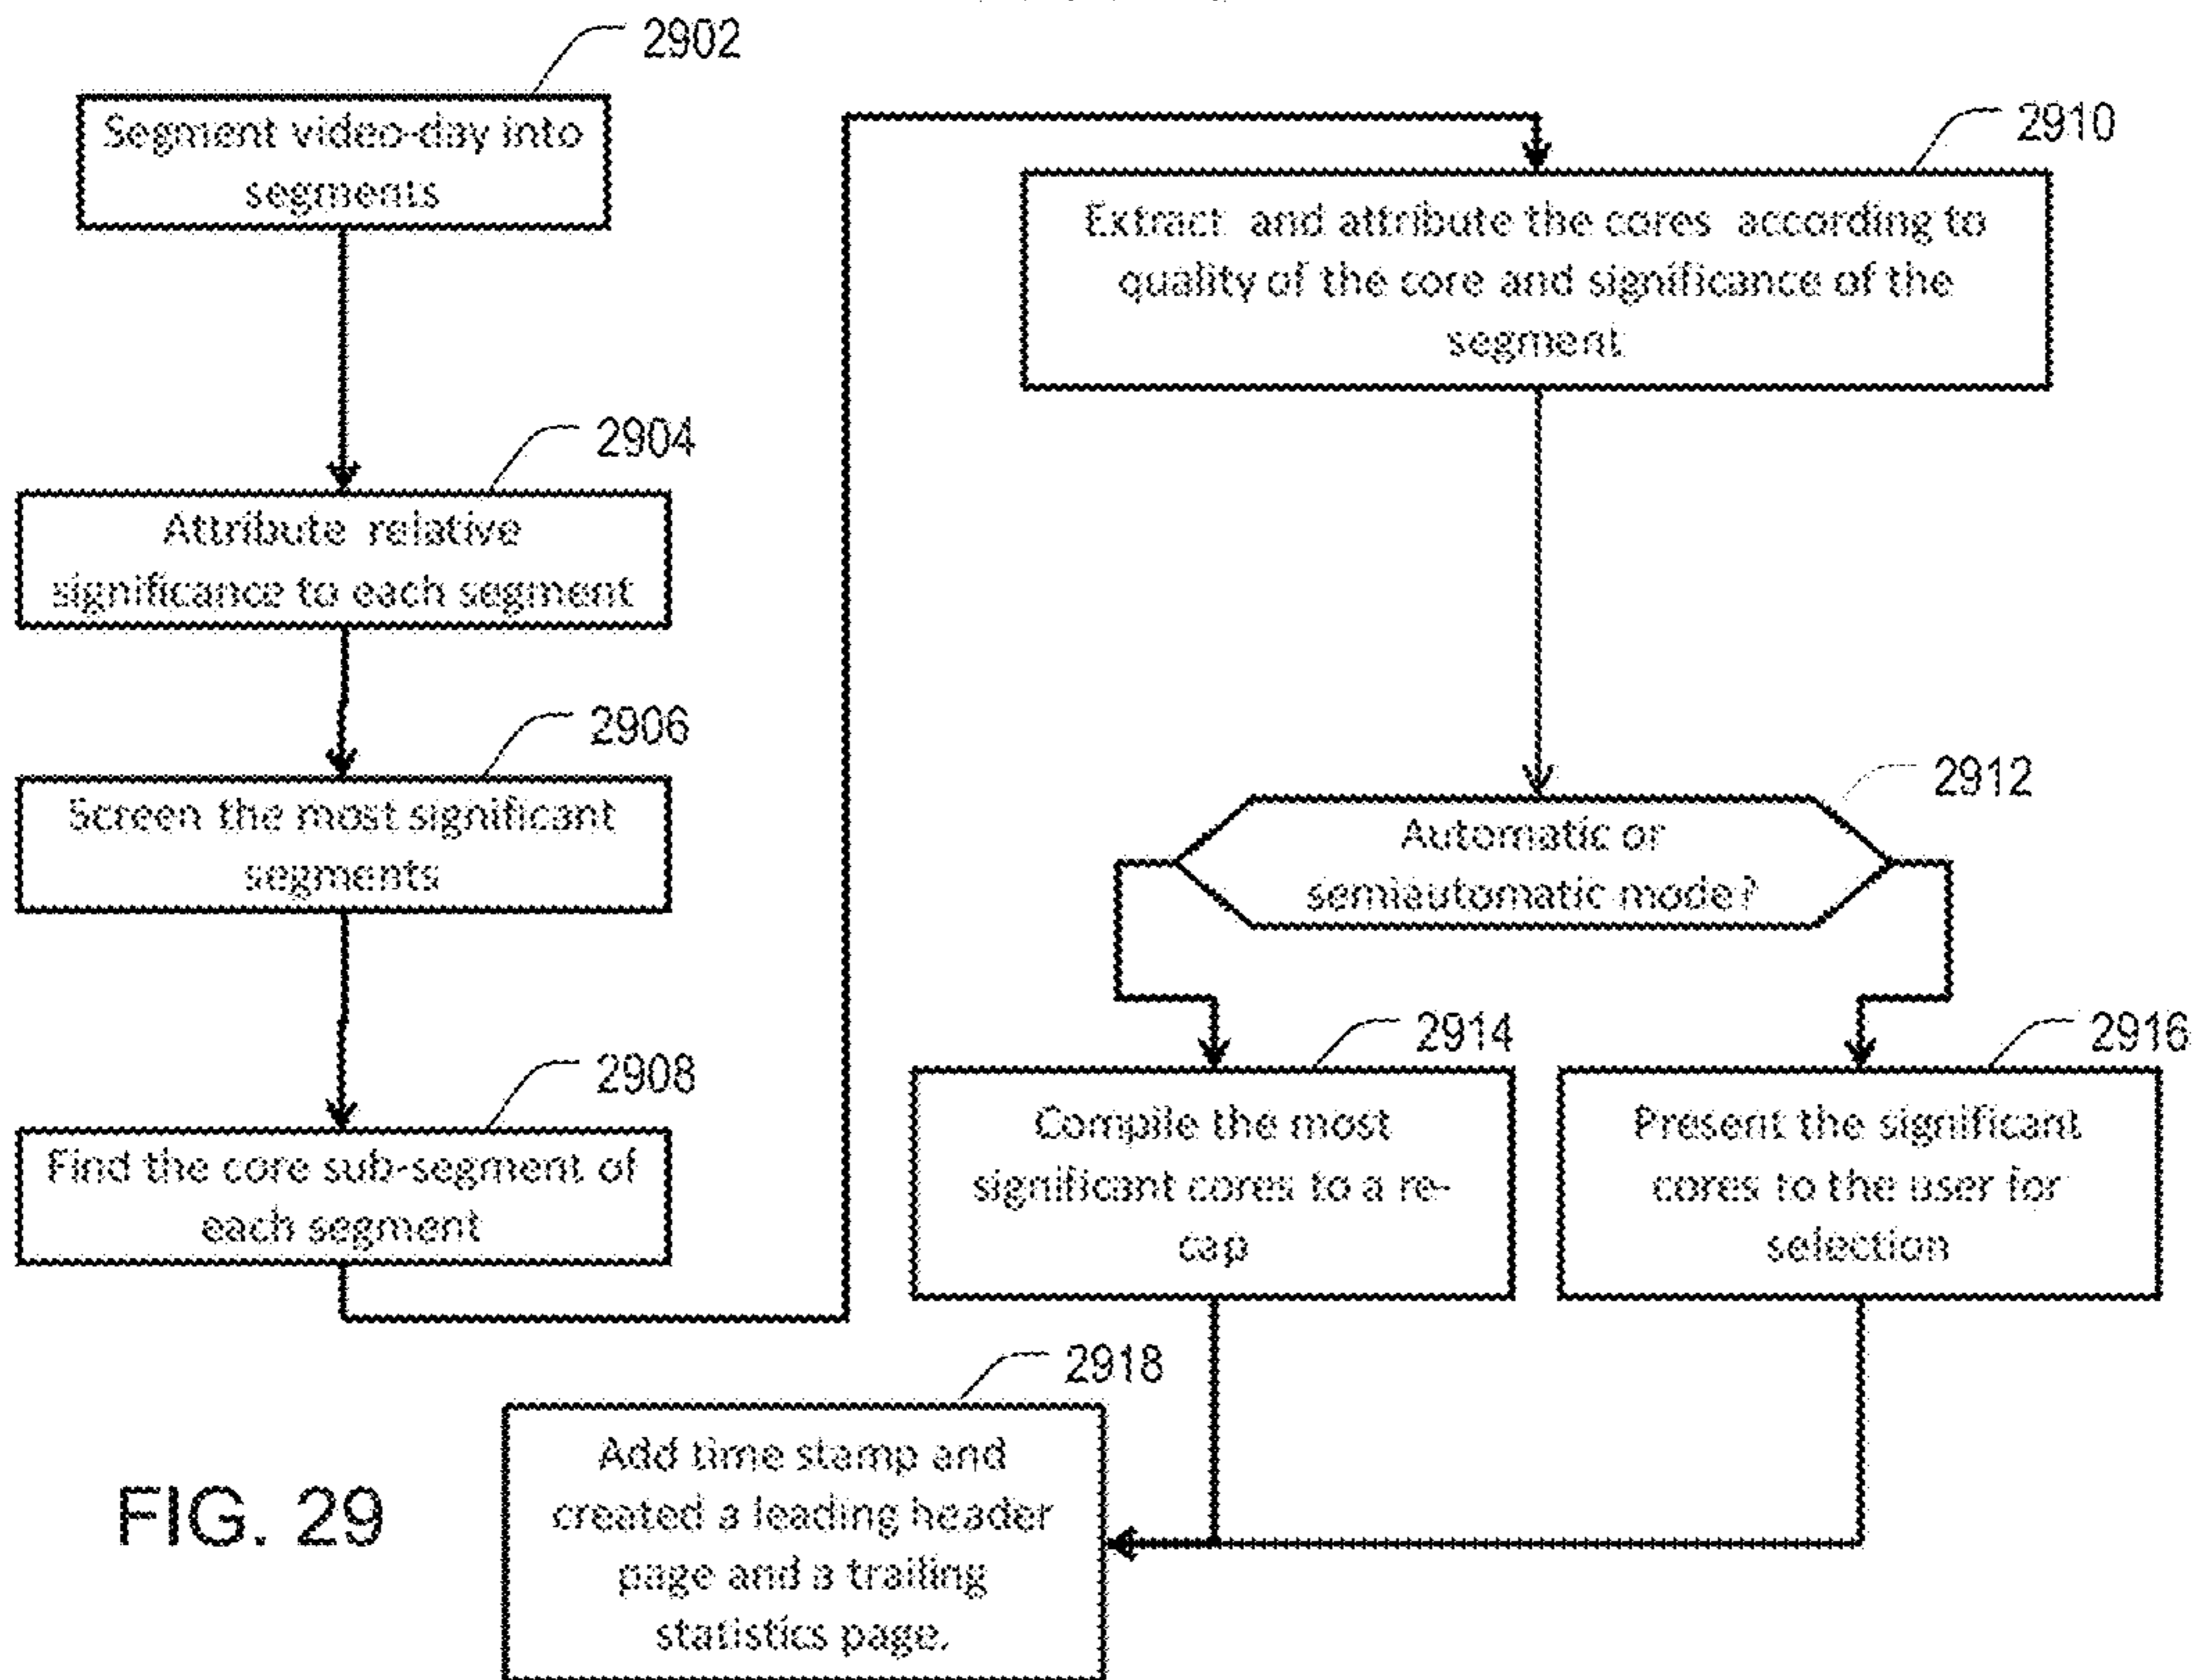 2902
Segment video-day into
segments
2904
Attribute relative
significance to each segment
2906
Screen the most significant
segments
2908
Find the core sub-segment of
each segment
2910
Extract and attribute the cores according to
quality of the core and significance of the
segment
2912
Automatic or
semiautomatic mode?
2914
Compile the most
significant cores to a re-
cap
2916
Present the significant
cores to the user for
selection
2918
Add time stamp and
created a leading header
page and a trailing
statistics page.
FIG. 29